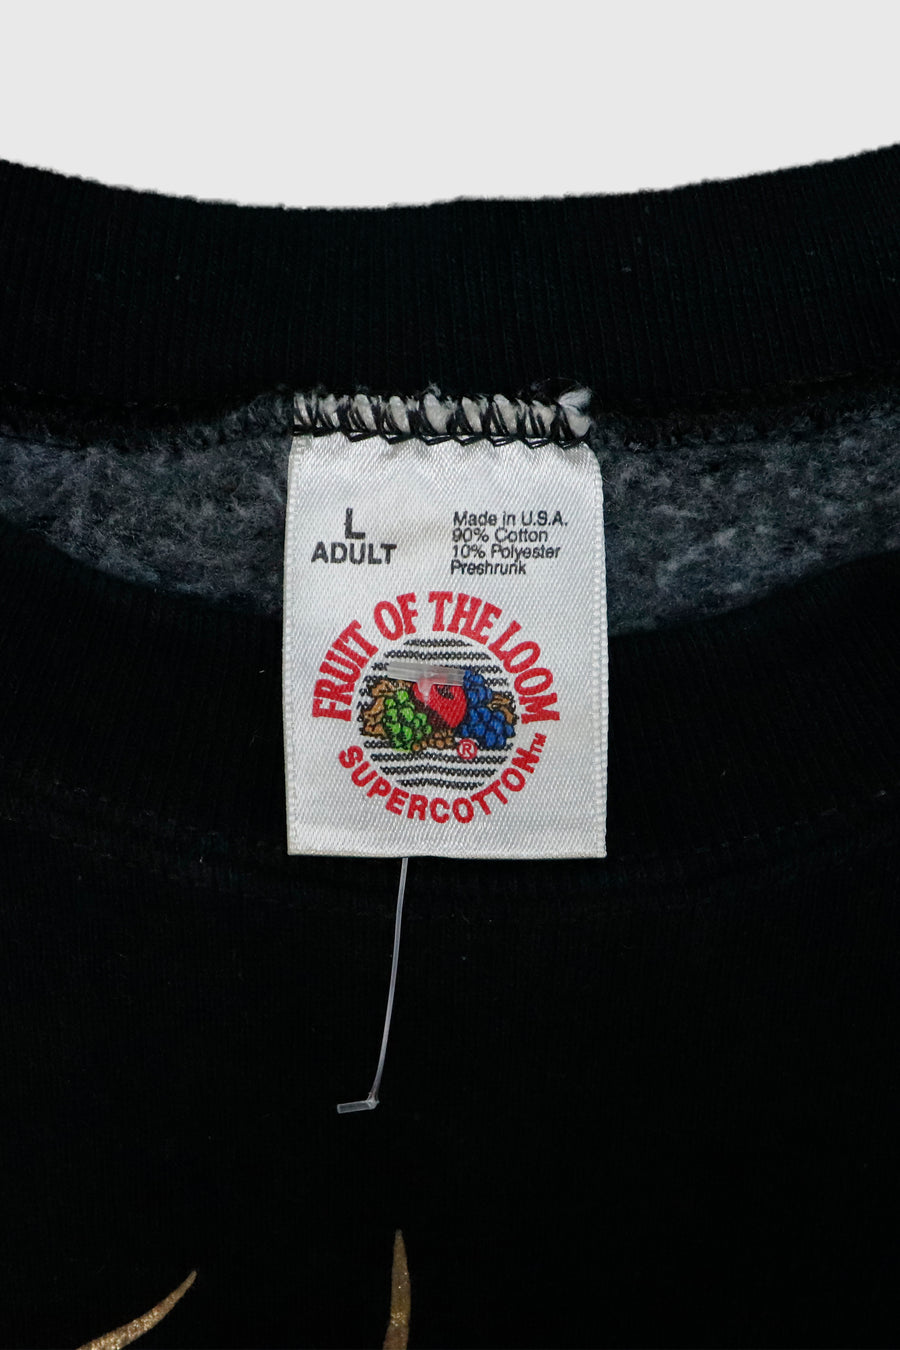 L
ADULT
Made in U.S.A.
90% Cotton
10% Polyester
Preshrunk
FRUIT OF THE LOOM
®
SUPERCOTTON™